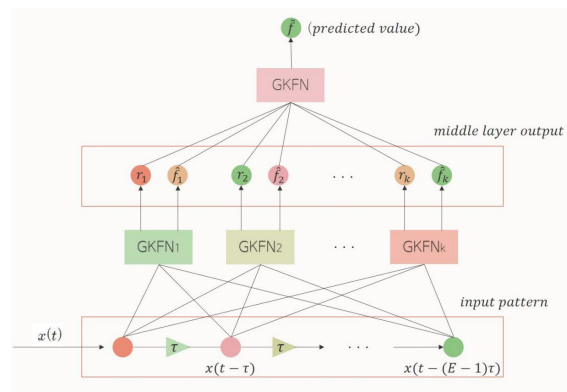 f̃ (predicted value)
GKFN
middle layer output
r₁ f̂₁ r₂ f̂₂ . . . rₖ f̂ₖ
GKFN₁ GKFN₂ . . . GKFNₖ
input pattern
x(t) τ τ . . .
x(t−τ) x(t−(E−1)τ)